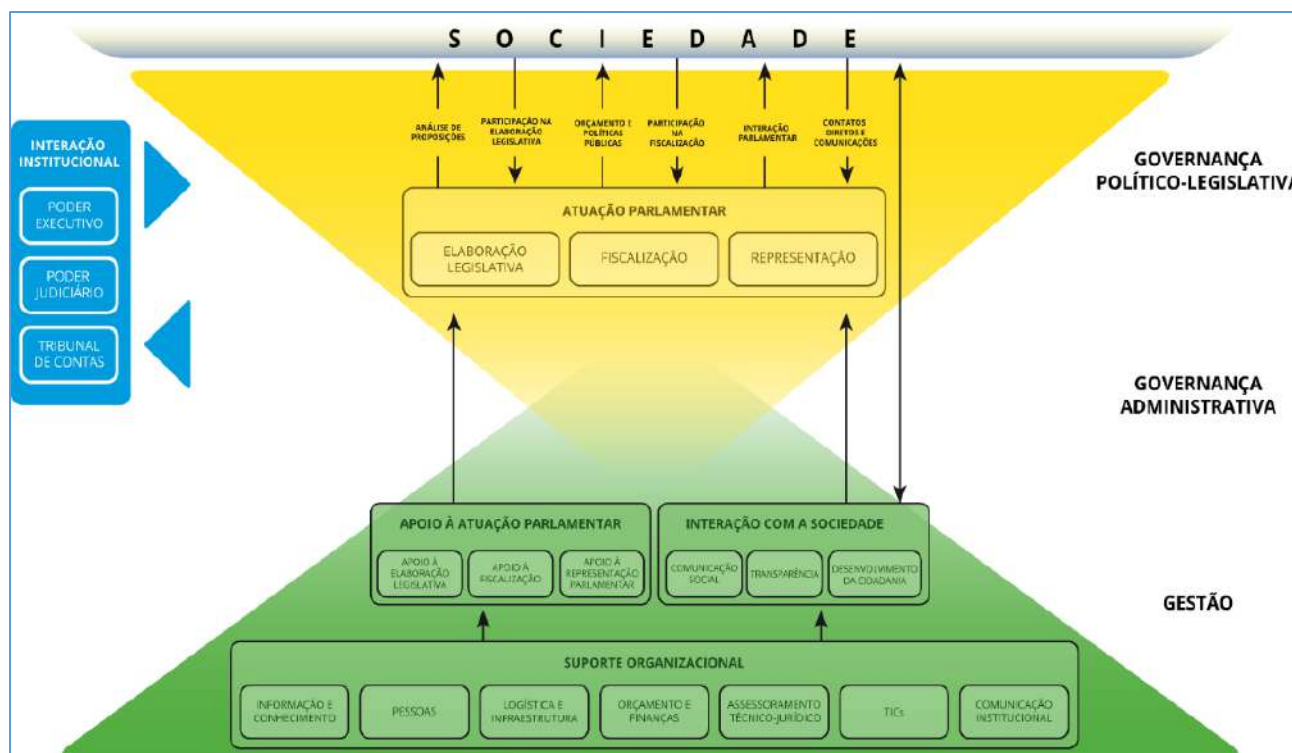 S O C I E D A D E
ANÁLISE DE
PROPOSIÇÕES
PARTICIPAÇÃO NA
ELABORAÇÃO
LEGISLATIVA
ORÇAMENTO E
POLÍTICAS
PÚBLICAS
PARTICIPAÇÃO
NA
FISCALIZAÇÃO
INTERAÇÃO
PARLAMENTAR
CONTATOS
DIRETOS E
COMUNICAÇÕES
INTERAÇÃO
INSTITUCIONAL
PODER
EXECUTIVO
PODER
JUDICIÁRIO
TRIBUNAL
DE CONTAS
GOVERNANÇA
POLÍTICO-LEGISLATIVA
ATUAÇÃO PARLAMENTAR
ELABORAÇÃO
LEGISLATIVA
FISCALIZAÇÃO
REPRESENTAÇÃO
GOVERNANÇA
ADMINISTRATIVA
APOIO À ATUAÇÃO PARLAMENTAR
APOIO À
ELABORAÇÃO
LEGISLATIVA
APOIO À
FISCALIZAÇÃO
APOIO À
REPRESENTAÇÃO
PARLAMENTAR
INTERAÇÃO COM A SOCIEDADE
COMUNICAÇÃO
SOCIAL
TRANSPARÊNCIA
DESENVOLVIMENTO
DA CIDADANIA
GESTÃO
SUPORTE ORGANIZACIONAL
INFORMAÇÃO E
CONHECIMENTO
PESSOAS
LOGÍSTICA E
INFRAESTRUTURA
ORÇAMENTO E
FINANÇAS
ASSESSORAMENTO
TÉCNICO-JURÍDICO
TICs
COMUNICAÇÃO
INSTITUCIONAL